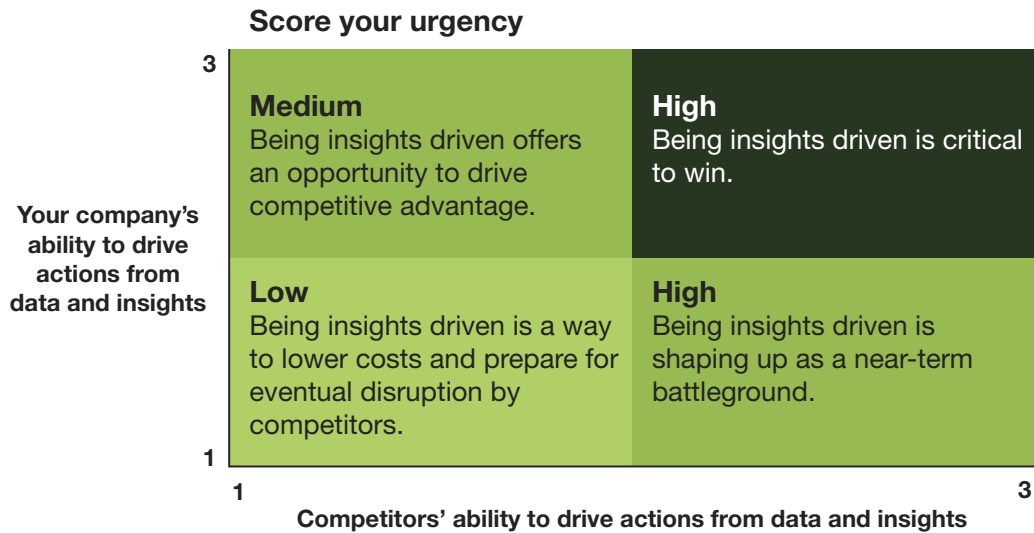 Score your urgency
3
Medium
Being insights driven offers
an opportunity to drive
competitive advantage.
High
Being insights driven is critical
to win.
Your company’s
ability to drive
actions from
data and insights
Low
Being insights driven is a way
to lower costs and prepare for
eventual disruption by
competitors.
High
Being insights driven is
shaping up as a near-term
battleground.
1
1
3
Competitors’ ability to drive actions from data and insights